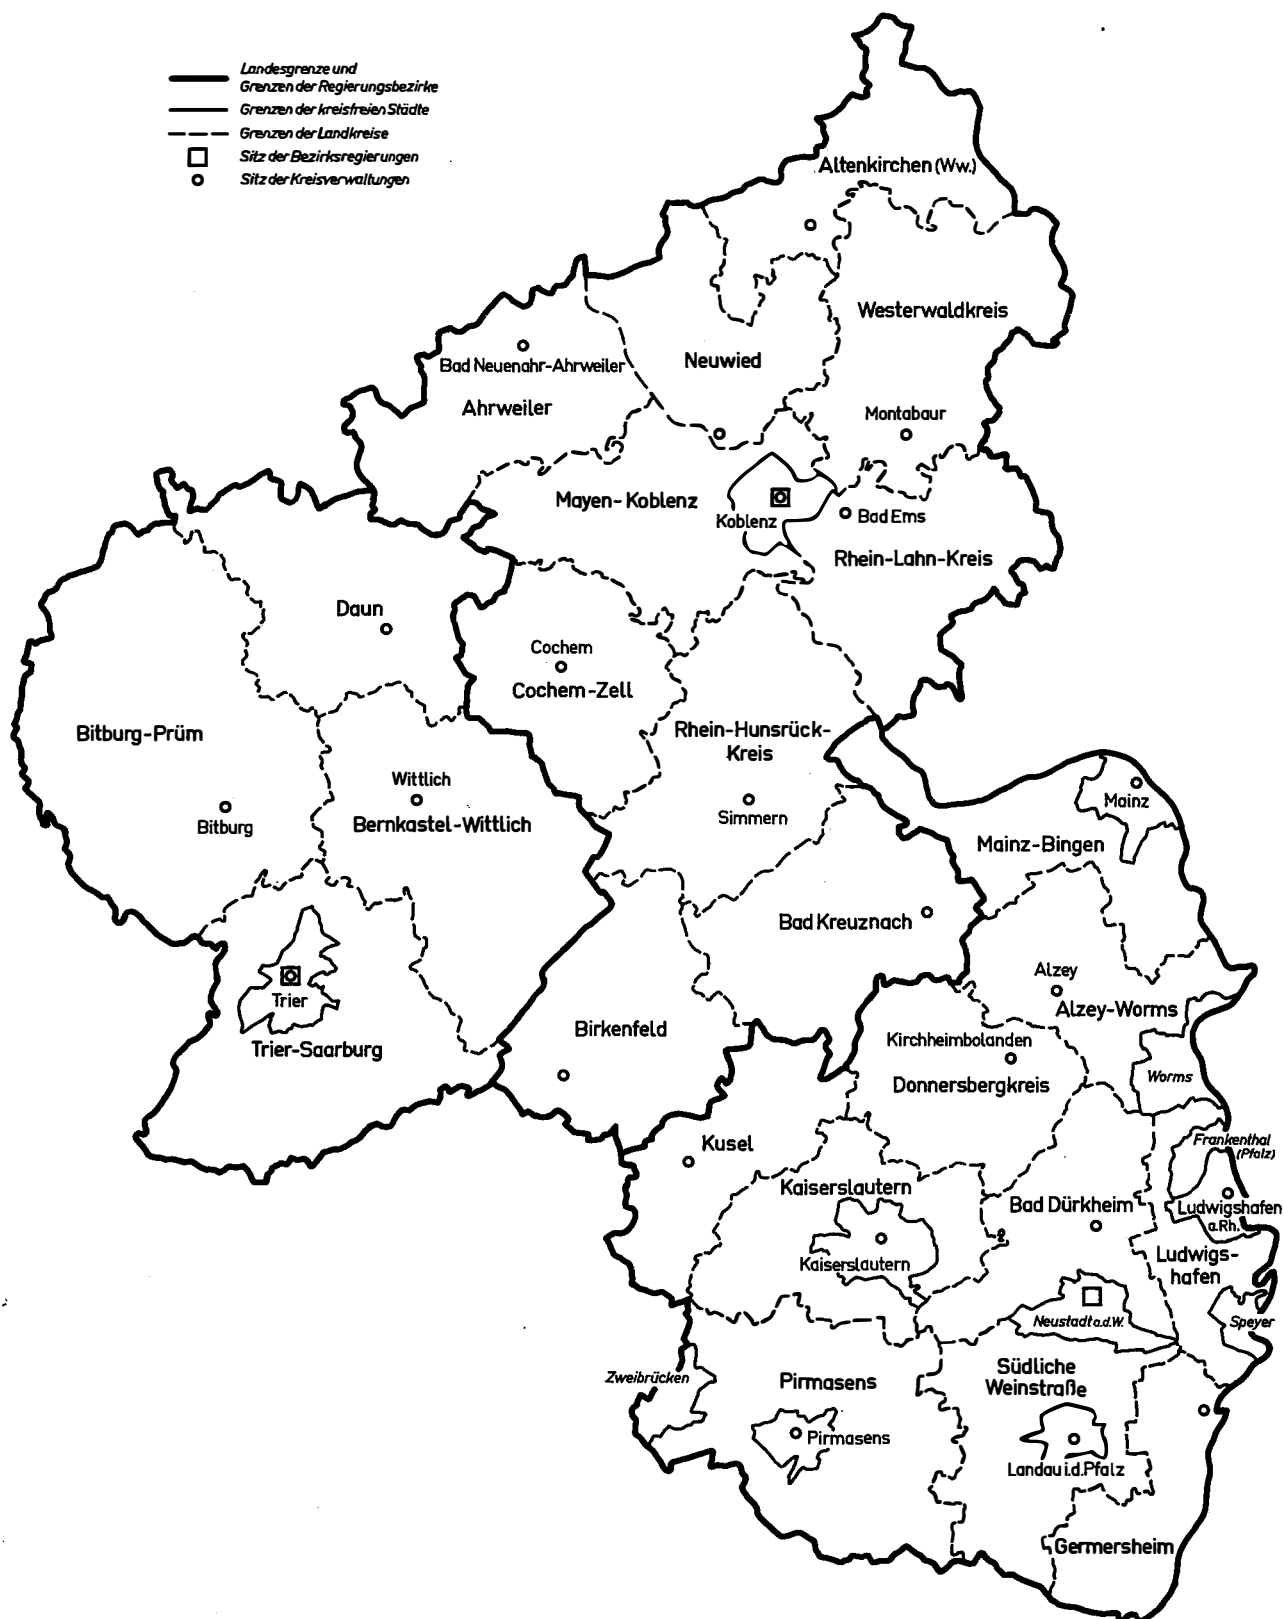 Landesgrenze und
Grenzen der Regierungsbezirke
Grenzen der kreisfreien Städte
Grenzen der Landkreise
Sitz der Bezirksregierungen
Sitz der Kreisverwaltungen
Altenkirchen (Ww.)
Westerwaldkreis
Neuwied
Bad Neuenahr-Ahrweiler
Ahrweiler
Montabaur
Mayen-Koblenz
Koblenz
Bad Ems
Rhein-Lahn-Kreis
Daun
Cochem
Cochem-Zell
Bitburg-Prüm
Rhein-Hunsrück-
Kreis
Wittlich
Bernkastel-Wittlich
Bitburg
Simmern
Mainz
Mainz-Bingen
Bad Kreuznach
Alzey
Alzey-Worms
Trier
Trier-Saarburg
Birkenfeld
Kirchheimbolanden
Donnersbergkreis
Worms
Kusel
Frankenthal
(Pfalz)
Kaiserslautern
Bad Dürkheim
Ludwigshafen
a.Rh.
Kaiserslautern
Ludwigs-
hafen
Neustadt a.d.W.
Speyer
Zweibrücken
Pirmasens
Südliche
Weinstraße
Pirmasens
Landau i.d.Pfalz
Germersheim